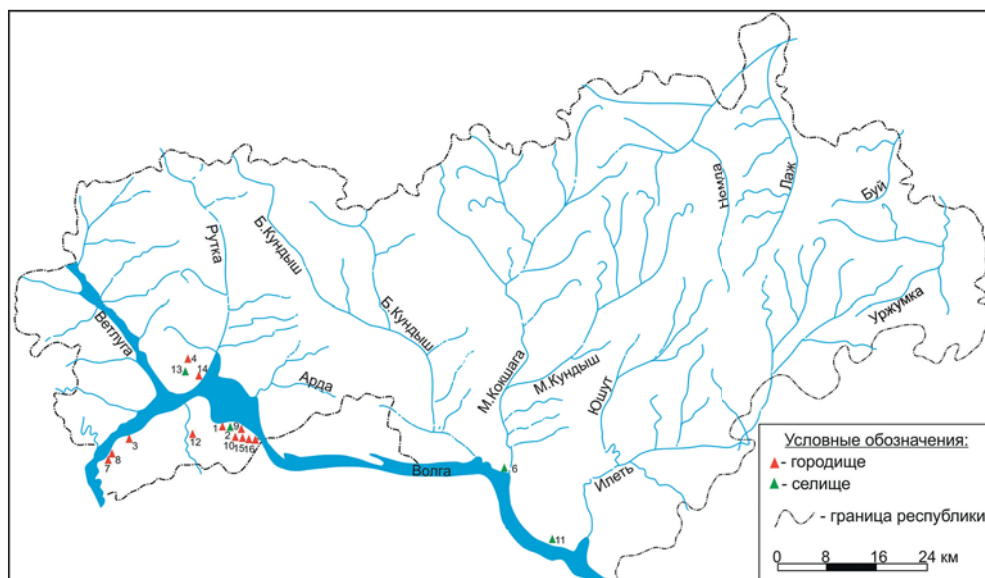 Ветлуга
Рутка
Б.Кундыш
Б.Кундыш
Арда
М.Кокшага
М.Кундыш
Юшут
Немда
Лаж
Буй
Уржумка
Илеть
Волга
4
13
14
1
2
9
10
15
16
12
3
8
7
6
11
Условные обозначения:
- городище
- селище
- граница республики
0 8 16 24 км